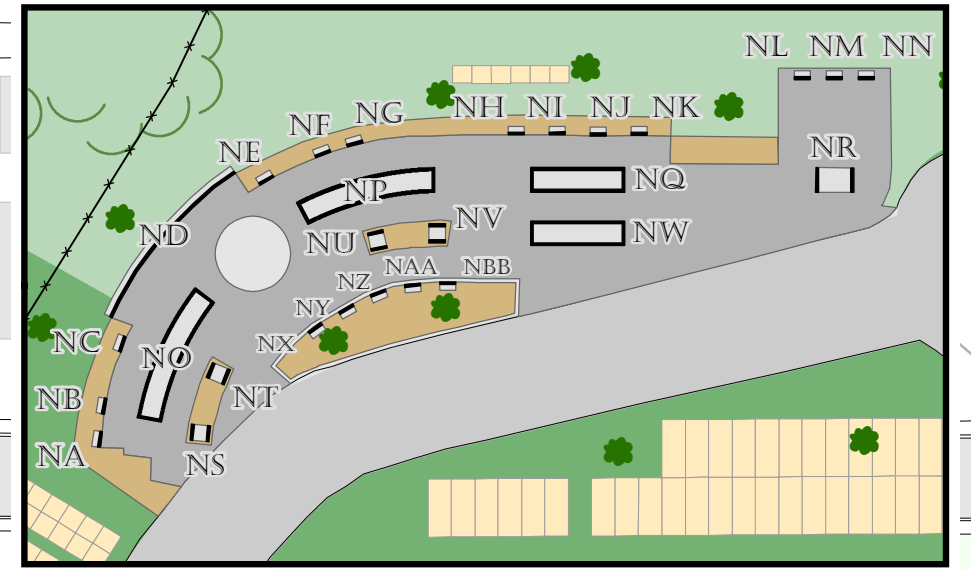 NL NM NN
NG NH NI NJ NK
NF
NE
NR
NP NQ
NV
ND NU NW
NZ NAA NBB
NY
NC NX
NO
NB NT
NA NS